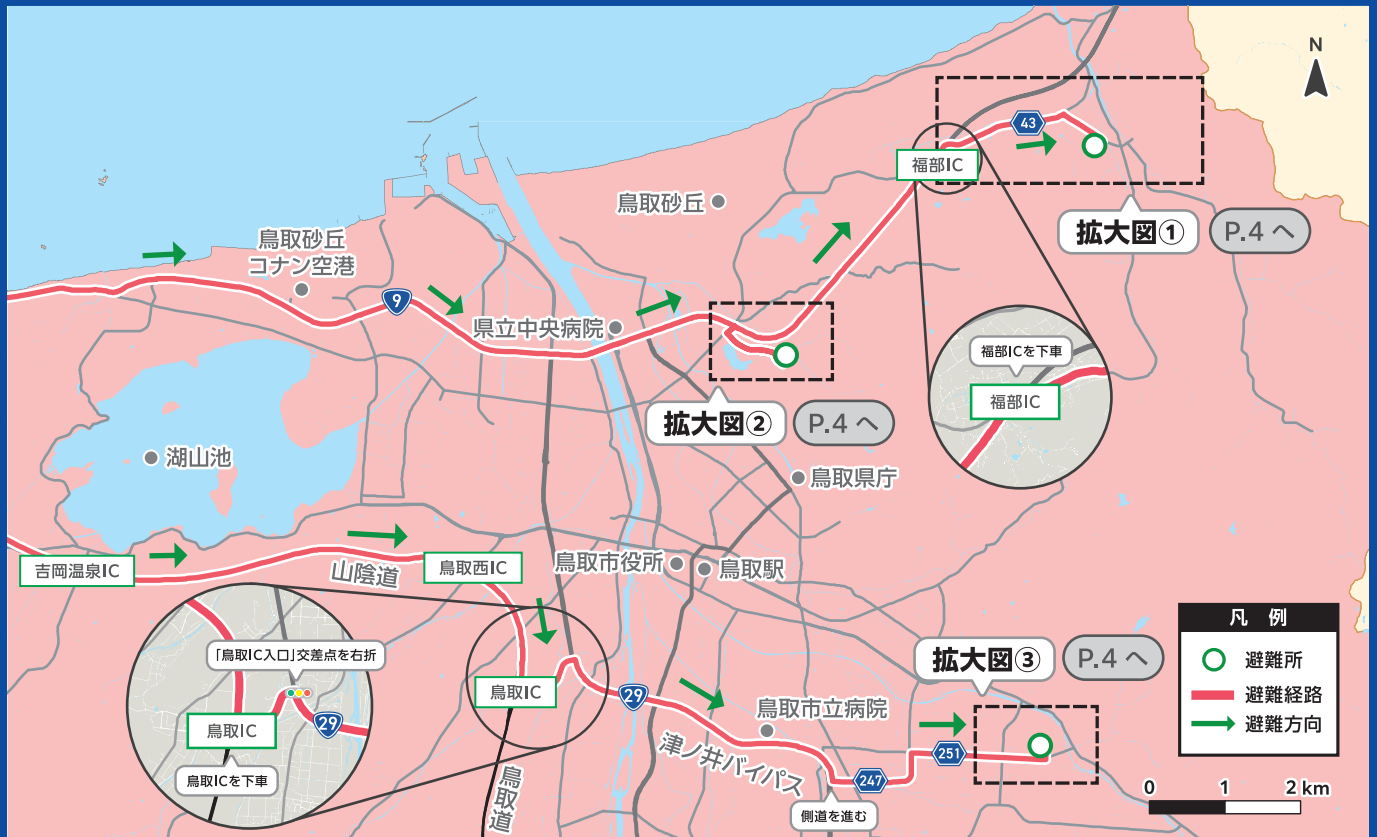 N
43
福部IC
鳥取砂丘
拡大図①
P.4 へ
鳥取砂丘
コナン空港
9
県立中央病院
福部ICを下車
福部IC
拡大図②
P.4 へ
湖山池
鳥取県庁
吉岡温泉IC
山陰道
鳥取西IC
鳥取市役所
鳥取駅
「鳥取IC入口」交差点を右折
鳥取IC
29
鳥取ICを下車
鳥取IC
29
鳥取道
拡大図③
P.4 へ
鳥取市立病院
津ノ井バイパス
247
251
側道を進む
凡 例
避難所
避難経路
避難方向
0 1 2 km